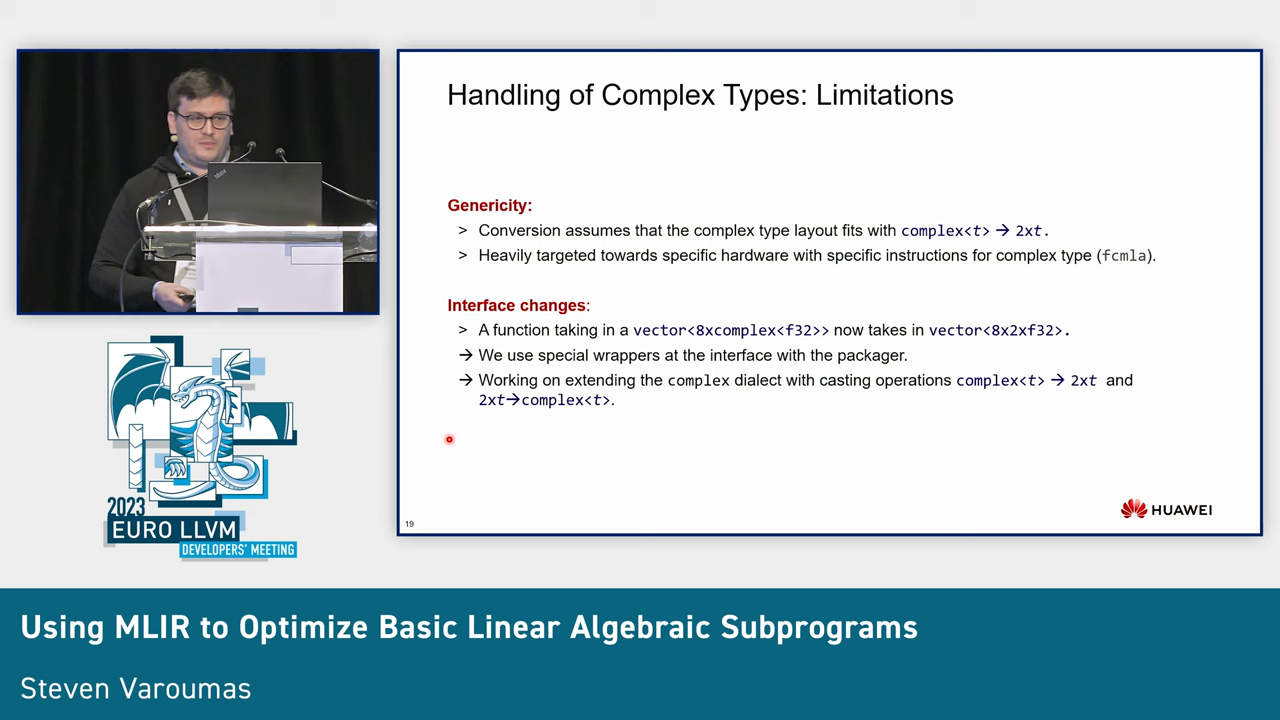 Handling of Complex Types: Limitations
Genericity:
> Conversion assumes that the complex type layout fits with complex<t> → 2xt.
> Heavily targeted towards specific hardware with specific instructions for complex type (fcmla).
Interface changes:
> A function taking in a vector<8xcomplex<f32>> now takes in vector<8x2xf32>.
→ We use special wrappers at the interface with the packager.
→ Working on extending the complex dialect with casting operations complex<t> → 2xt and
2xt→complex<t>.
19
HUAWEI
2023
EURO LLVM
DEVELOPERS' MEETING
Using MLIR to Optimize Basic Linear Algebraic Subprograms
Steven Varoumas